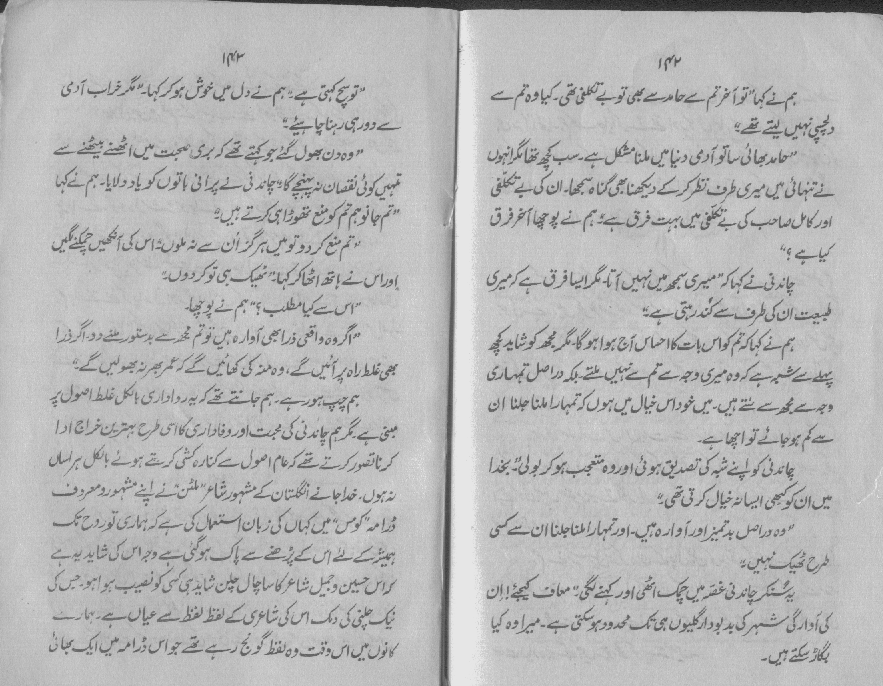 ۱۴۲
ہم نے کہا "تو آخر تم سے حامد سے بھی تو بے تکلفی تھی۔ کیا وہ تم سے
دلچسپی نہیں لیتے تھے؟"
"حامد بھائی سا تو آدمی دنیا میں ملنا مشکل ہے۔ سب کچھ تھا مگر انہوں
نے تنہائی میں میری طرف نظر کر کے دیکھنا بھی گناہ سمجھا۔ ان کی بے تکلفی
اور کامل صاحب کی بے تکلفی میں بہت فرق ہے"؛ ہم نے پوچھا آخر فرق
کیا ہے؟"
چاندنی نے کہا کہ "میری سمجھ میں نہیں آتا۔ مگر ایسا فرق ہے کہ میری
طبیعت ان کی طرف سے مکدر رہتی ہے۔"
ہم نے کہا کہ تم کو اس بات کا احساس آج ہوا ہوگا۔ مگر مجھ کو شاید کچھ
پہلے سے شبہ ہے کہ وہ میری وجہ سے تم سے نہیں ملتے۔ بلکہ دراصل تمہاری
وجہ سے مجھ سے ملتے ہیں۔ میں خود اس خیال میں ہوں کہ تمہارا ملنا جلنا ان
سے کم ہو جائے تو اچھا ہے۔
چاندنی کو اپنے شبہ کی تصدیق ہوئی اور وہ متعجب ہو کر بولی "بخدا
میں ان کو کبھی ایسا نہ خیال کرتی تھی۔"
"وہ دراصل بدتمیز اور آوارہ ہیں۔ اور تمہارا ملنا جلنا ان سے کسی
طرح ٹھیک نہیں"
یہ سُنکر چاندنی غصہ میں چمک اٹھی اور کہنے لگی "معاف کیجئے! اِن
کی آوارگی شہر کی بدبودار گلیوں ہی تک محدود ہو سکتی ہے۔ میرا وہ کیا
بگاڑ سکتے ہیں۔
۱۴۳
"تو سچ کہتی ہے" ہم نے دل میں خوش ہو کر کہا۔ "مگر خراب آدمی
سے دور ہی رہنا چاہیئے"
"وہ دن بھول گئے جو کہتے تھے کہ بری صحبت میں اٹھنے بیٹھنے سے
تمہیں کوئی نقصان نہ پہنچے گا" چاندنی نے پرانی باتوں کو یاد دلایا۔ ہم نے کہا
"تم جانو ہم تم کو منع تھوڑا ہی کرتے ہیں"
"تم منع کر دو تو میں ہرگز اُن سے نہ ملوں" اس کی آنکھیں چمکنے لگیں
اور اس نے ہاتھ اٹھا کر کہا۔ "ٹھیک ہی تو کر دوں۔"
"اس سے کیا مطلب؟" ہم نے پوچھا۔
"اگر وہ واقعی ذرا بھی آوارہ ہیں تو تم مجھ سے بدستور ملنے دو۔ اگر ذرا
بھی غلط راہ پر آئیں گے، وہ منہ کی کھائیں گے کہ عمر بھر نہ بھولیں گے"
ہم چپ ہو رہے۔ ہم جانتے تھے کہ یہ رواداری بالکل غلط اصول پر
مبنی ہے مگر ہم چاندنی کی محبت اور وفاداری کا اسی طرح بہترین خراج ادا
کرنا تصور کرتے تھے کہ عام اصول سے کنارہ کشی کرتے ہوئے بالکل ہراساں
نہ ہوں۔ خدا جانے انگلستان کے مشہور شاعر "ملٹن" نے اپنے مشہور و معروف
ڈرامہ "کومس" میں کہاں کی زبان استعمال کی ہے کہ ہماری تو روح تک
ہمیشہ کے لئے اس کے پڑھنے سے پاک ہو گئی ہے وجہ اس کی شاید یہ ہے
کہ اس حسین و جمیل شاعر کا سا چال چلن شاید ہی کسی کو نصیب ہوا ہو۔ جس کی
نیک چلنی کی دمک اس کی شاعری کے لفظ لفظ سے عیاں ہے۔ ہمارے
کانوں میں اس وقت وہ لفظ گونج رہے تھے جو اس ڈرامہ میں ایک بھائی